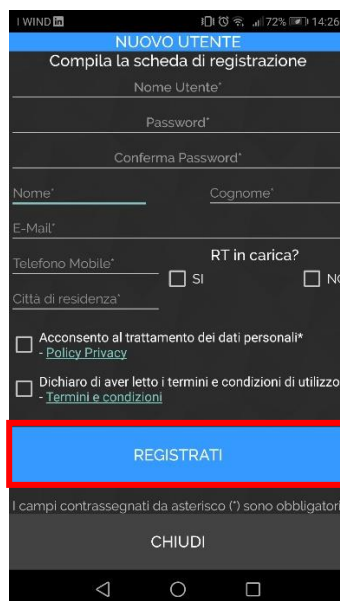 I WIND in 72% 14:26
NUOVO UTENTE
Compila la scheda di registrazione
Nome Utente*
Password*
Conferma Password*
Nome* Cognome*
E-Mail*
Telefono Mobile* RT in carica?
SI NO
Città di residenza*
Acconsento al trattamento dei dati personali*
- Policy Privacy
Dichiaro di aver letto i termini e condizioni di utilizzo
- Termini e condizioni
REGISTRATI
I campi contrassegnati da asterisco (*) sono obbligatori
CHIUDI